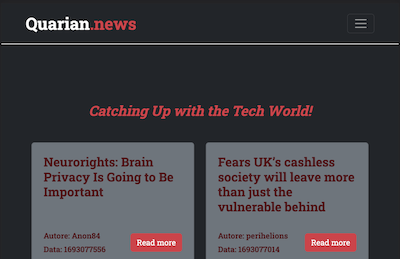 Quarian.news
Catching Up with the Tech World!
Neurorights: Brain
Privacy Is Going to Be
Important
Autore: Anon84
Data: 1693077556
Read more
Fears UK's cashless
society will leave more
than just the
vulnerable behind
Autore: perihelions
Data: 1693077014
Read more